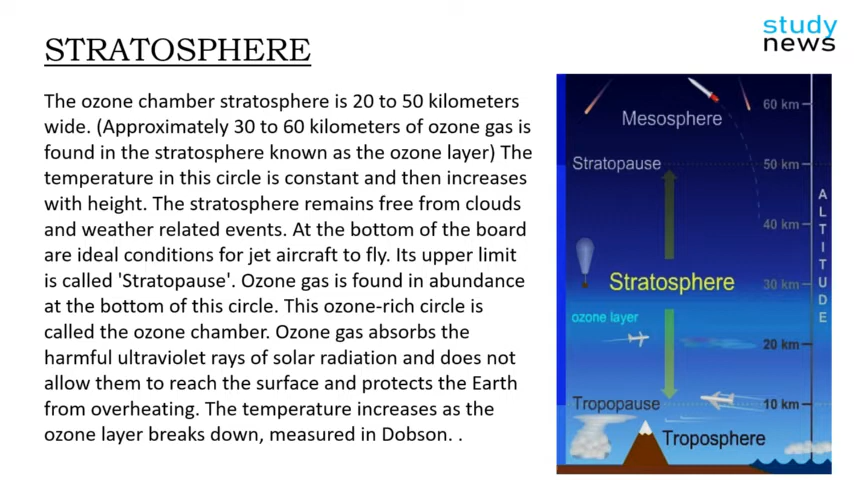 study
news
STRATOSPHERE
The ozone chamber stratosphere is 20 to 50 kilometers
wide. (Approximately 30 to 60 kilometers of ozone gas is
found in the stratosphere known as the ozone layer) The
temperature in this circle is constant and then increases
with height. The stratosphere remains free from clouds
and weather related events. At the bottom of the board
are ideal conditions for jet aircraft to fly. Its upper limit
is called 'Stratopause'. Ozone gas is found in abundance
at the bottom of this circle. This ozone-rich circle is
called the ozone chamber. Ozone gas absorbs the
harmful ultraviolet rays of solar radiation and does not
allow them to reach the surface and protects the Earth
from overheating. The temperature increases as the
ozone layer breaks down, measured in Dobson. .
60 km
Mesosphere
Stratopause
50 km
40 km
Stratosphere
30 km
ozone layer
20 km
Tropopause
10 km
Troposphere
ALTITUDE